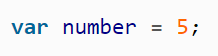 var number = 5;